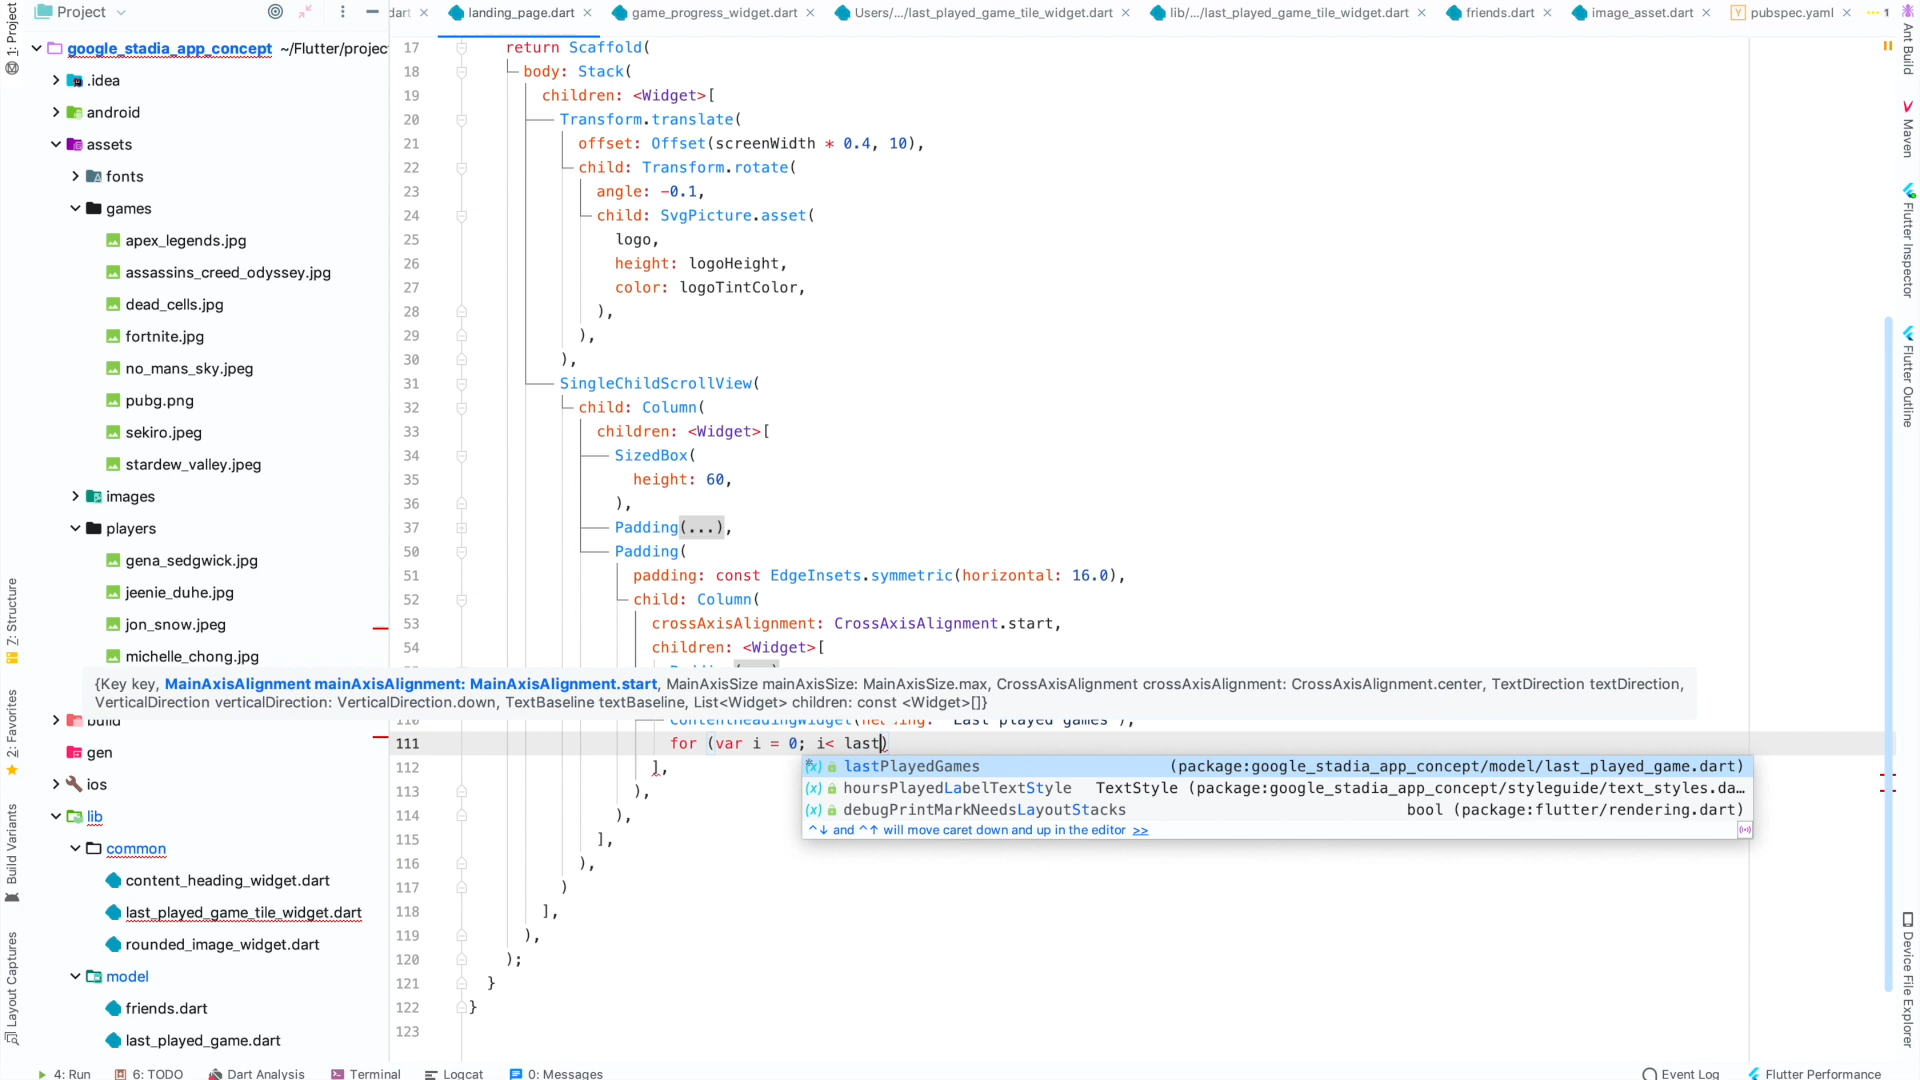 Project
dart
landing_page.dart
game_progress_widget.dart
Users/.../last_played_game_tile_widget.dart
lib/.../last_played_game_tile_widget.dart
friends.dart
image_asset.dart
pubspec.yaml
1
1: Project
Z: Structure
2: Favorites
Build Variants
Layout Captures
google_stadia_app_concept ~/Flutter/projec
.idea
android
assets
fonts
games
apex_legends.jpg
assassins_creed_odyssey.jpg
dead_cells.jpg
fortnite.jpg
no_mans_sky.jpeg
pubg.png
sekiro.jpeg
stardew_valley.jpeg
images
players
gena_sedgwick.jpg
jeenie_duhe.jpg
jon_snow.jpeg
michelle_chong.jpg
build
gen
ios
lib
common
content_heading_widget.dart
last_played_game_tile_widget.dart
rounded_image_widget.dart
model
friends.dart
last_played_game.dart
17 return Scaffold(
18 body: Stack(
19 children: <Widget>[
20 Transform.translate(
21 offset: Offset(screenWidth * 0.4, 10),
22 child: Transform.rotate(
23 angle: -0.1,
24 child: SvgPicture.asset(
25 logo,
26 height: logoHeight,
27 color: logoTintColor,
28 ),
29 ),
30 ),
31 SingleChildScrollView(
32 child: Column(
33 children: <Widget>[
34 SizedBox(
35 height: 60,
36 ),
37 Padding(...),
50 Padding(
51 padding: const EdgeInsets.symmetric(horizontal: 16.0),
52 child: Column(
53 crossAxisAlignment: CrossAxisAlignment.start,
54 children: <Widget>[
{Key key, MainAxisAlignment mainAxisAlignment: MainAxisAlignment.start, MainAxisSize mainAxisSize: MainAxisSize.max, CrossAxisAlignment crossAxisAlignment: CrossAxisAlignment.center, TextDirection textDirection,
VerticalDirection verticalDirection: VerticalDirection.down, TextBaseline textBaseline, List<Widget> children: const <Widget>[]}
110 ContentHeadingWidget(heading: "Last played games"),
111 for (var i = 0; i< last)
lastPlayedGames (package:google_stadia_app_concept/model/last_played_game.dart)
hoursPlayedLabelTextStyle TextStyle (package:google_stadia_app_concept/styleguide/text_styles.da...
debugPrintMarkNeedsLayoutStacks bool (package:flutter/rendering.dart)
^↓ and ^↑ will move caret down and up in the editor >>
112 ],
113 ),
114 ),
115 ],
116 ),
117 )
118 ],
119 ),
120 );
121 }
122 }
123
Ant Build
Maven
Flutter Inspector
Flutter Outline
Device File Explorer
4: Run
6: TODO
Dart Analysis
Terminal
Logcat
0: Messages
Event Log
Flutter Performance